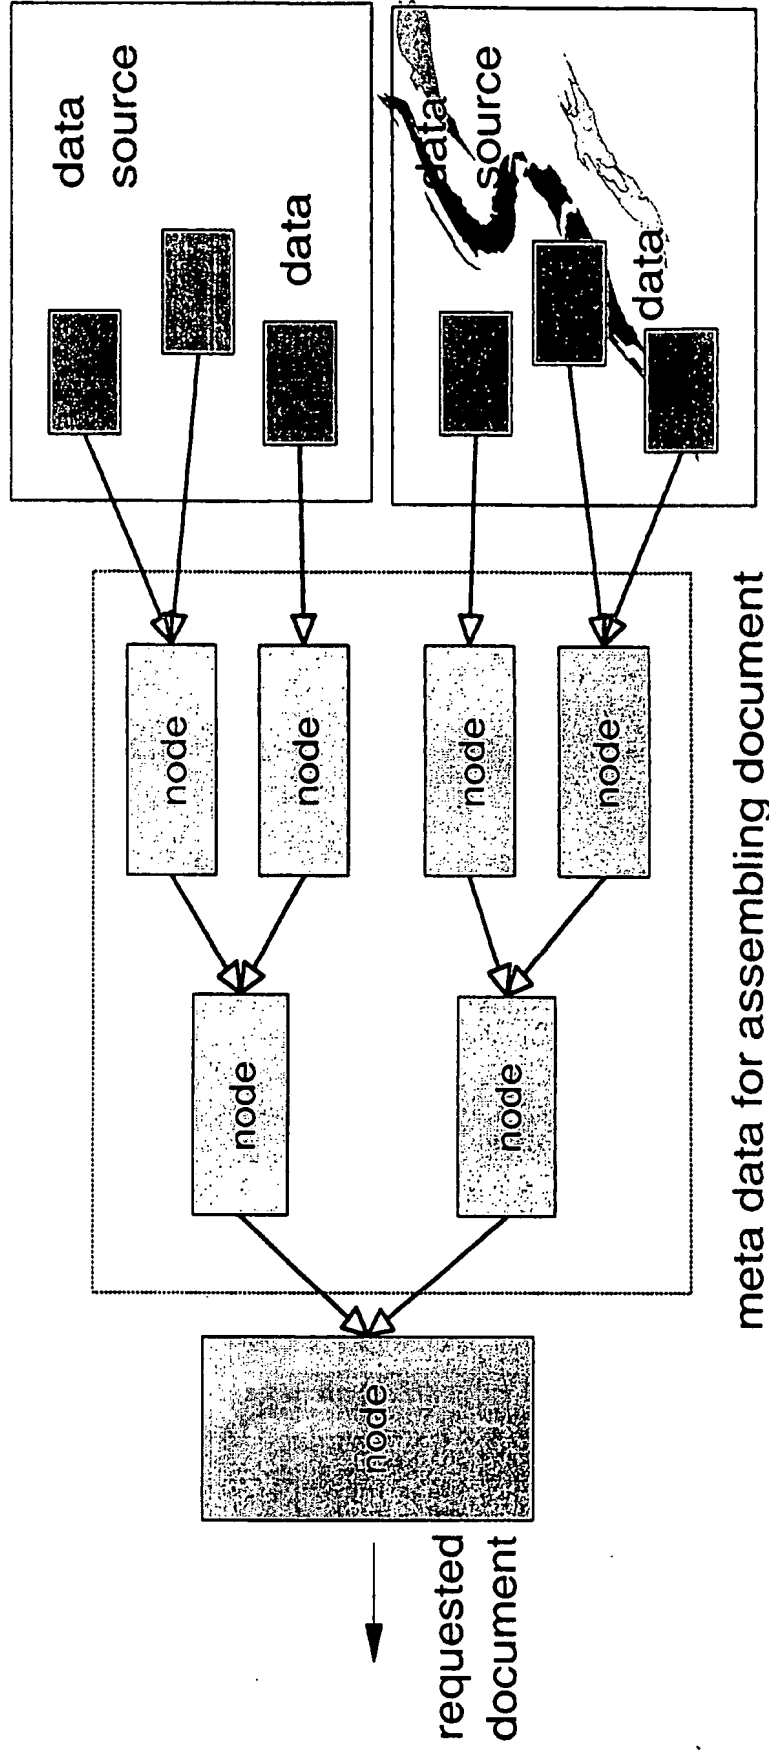 requested
document
node
node
node
node
node
node
node
data
source
data
data
source
data
meta data for assembling document